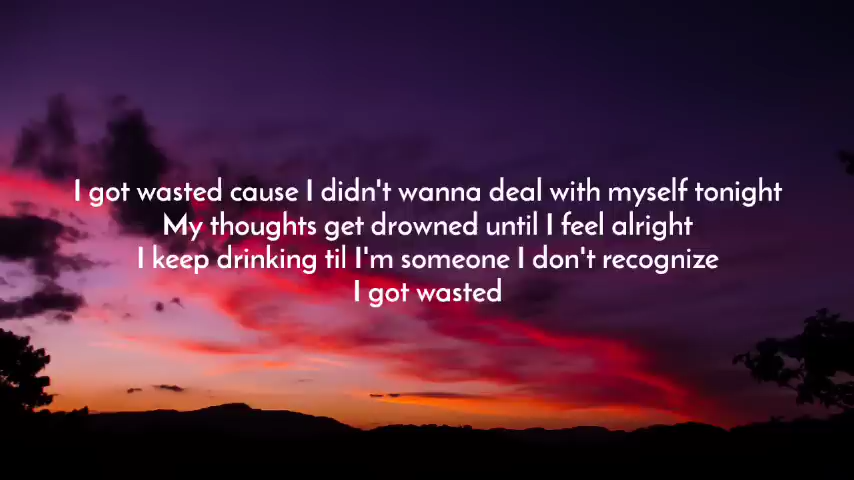 I got wasted cause I didn't wanna deal with myself tonight
My thoughts get drowned until I feel alright
I keep drinking til I'm someone I don't recognize
I got wasted